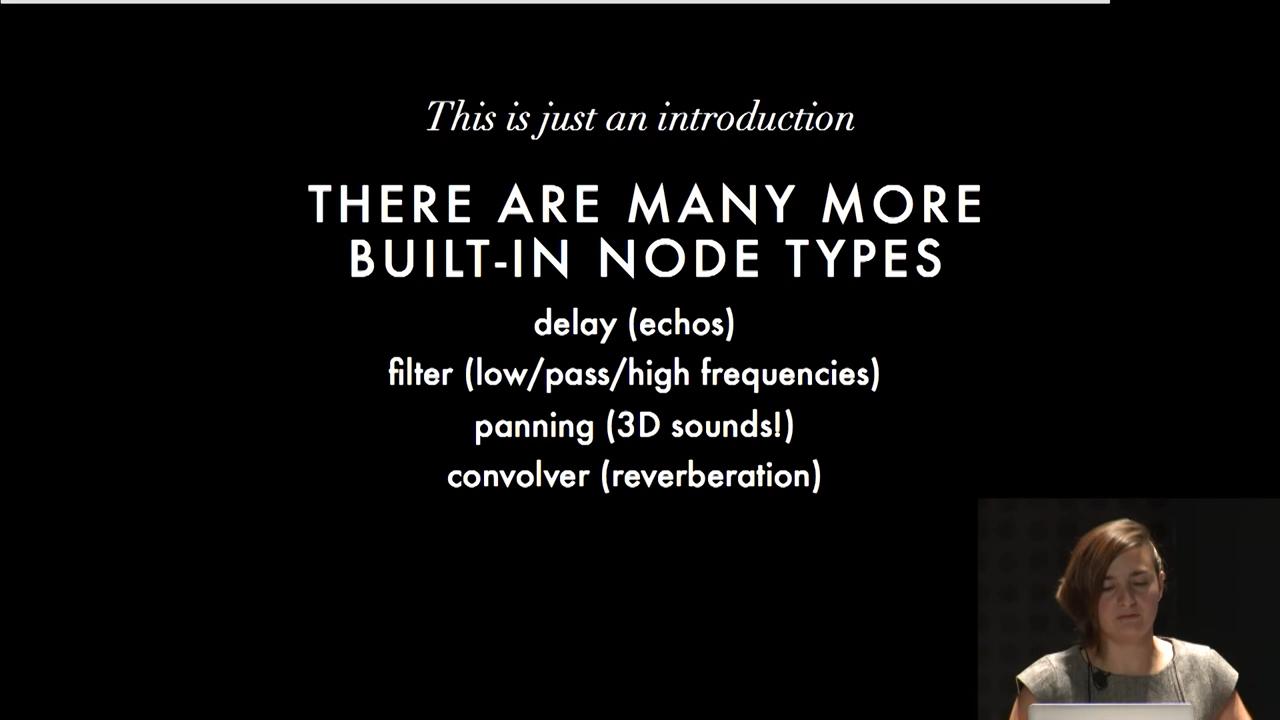 This is just an introduction
THERE ARE MANY MORE
BUILT-IN NODE TYPES
delay (echos)
filter (low/pass/high frequencies)
panning (3D sounds!)
convolver (reverberation)